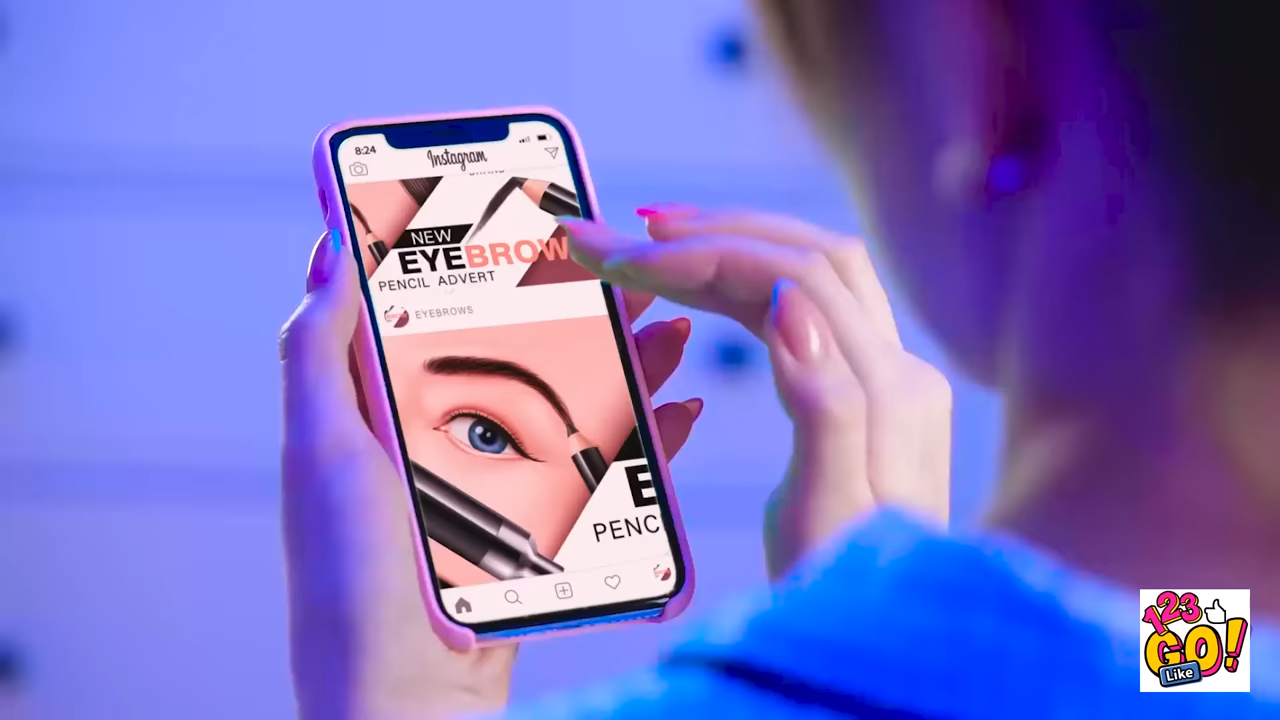 8:24
Instagram
NEW
EYEBROW
PENCIL ADVERT
EYEBROWS
E
PENC
123
GO!
Like